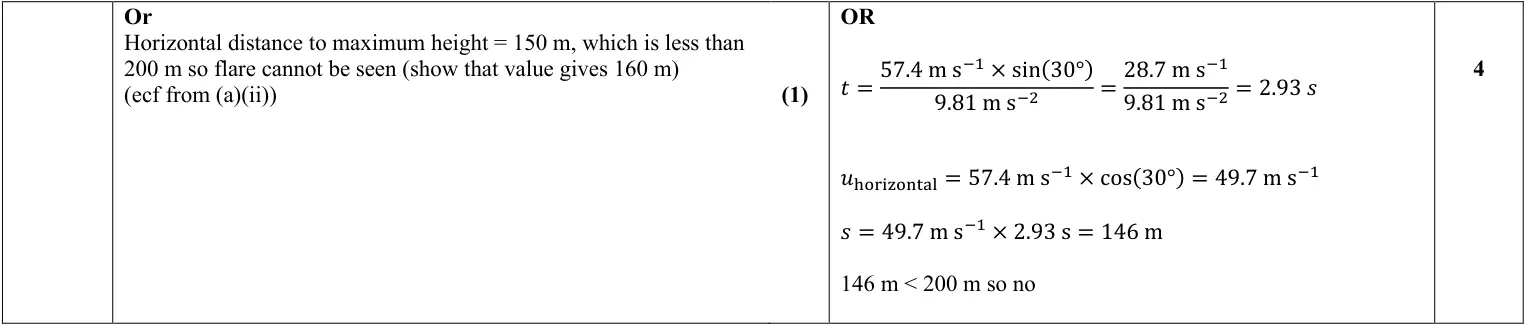 Or
Horizontal distance to maximum height = 150 m, which is less than
200 m so flare cannot be seen (show that value gives 160 m)
(ecf from (a)(ii))
(1)
OR
t = 57.4 m s⁻¹ × sin(30°) / 9.81 m s⁻² = 28.7 m s⁻¹ / 9.81 m s⁻² = 2.93 s
u_horizontal = 57.4 m s⁻¹ × cos(30°) = 49.7 m s⁻¹
s = 49.7 m s⁻¹ × 2.93 s = 146 m
146 m < 200 m so no
4